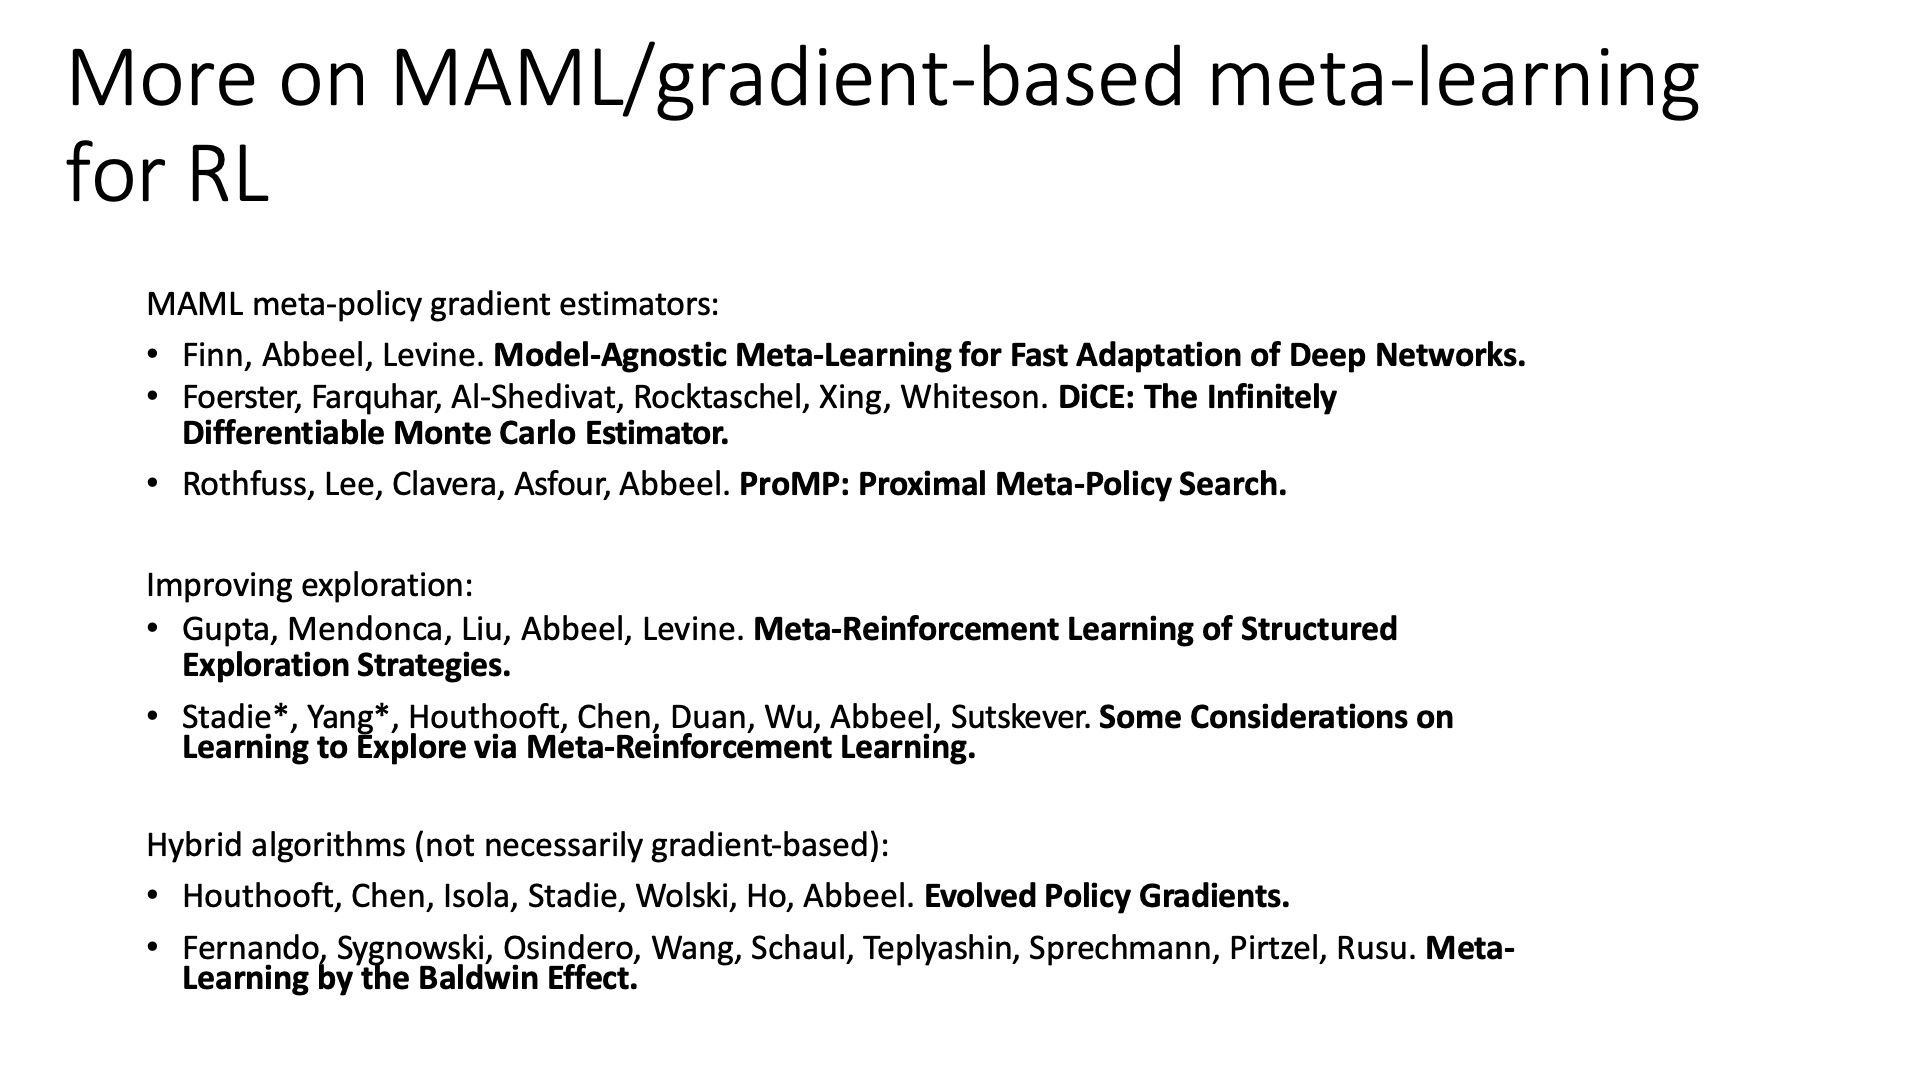 More on MAML/gradient-based meta-learning
for RL
MAML meta-policy gradient estimators:
• Finn, Abbeel, Levine. Model-Agnostic Meta-Learning for Fast Adaptation of Deep Networks.
• Foerster, Farquhar, Al-Shedivat, Rocktaschel, Xing, Whiteson. DiCE: The Infinitely
Differentiable Monte Carlo Estimator.
• Rothfuss, Lee, Clavera, Asfour, Abbeel. ProMP: Proximal Meta-Policy Search.
Improving exploration:
• Gupta, Mendonca, Liu, Abbeel, Levine. Meta-Reinforcement Learning of Structured
Exploration Strategies.
• Stadie*, Yang*, Houthooft, Chen, Duan, Wu, Abbeel, Sutskever. Some Considerations on
Learning to Explore via Meta-Reinforcement Learning.
Hybrid algorithms (not necessarily gradient-based):
• Houthooft, Chen, Isola, Stadie, Wolski, Ho, Abbeel. Evolved Policy Gradients.
• Fernando, Sygnowski, Osindero, Wang, Schaul, Teplyashin, Sprechmann, Pirtzel, Rusu. Meta-
Learning by the Baldwin Effect.